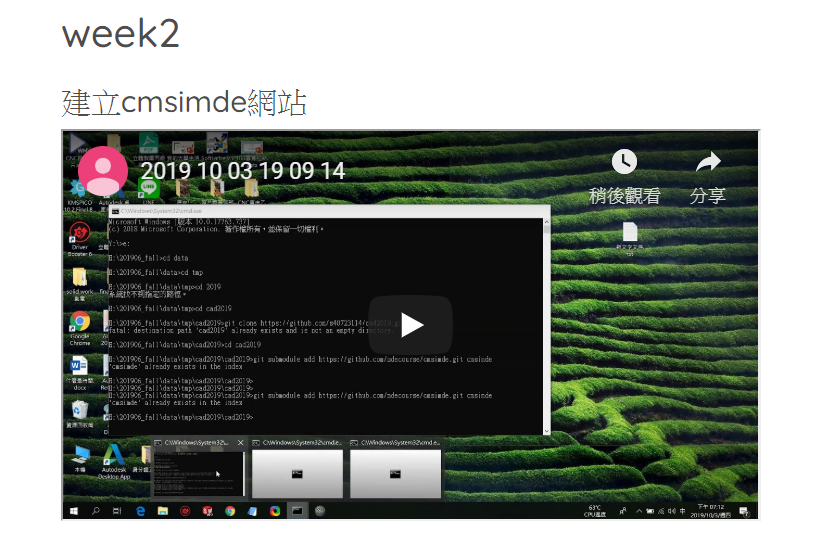 week2
建立cmsimde網站
2019 10 03 19 09 14
稍後觀看
分享
C:\Windows\System32\cmd.exe
Microsoft Windows [版本 10.0.17763.737]
(c) 2018 Microsoft Corporation. 著作權所有，並保留一切權利。
Y:\>e:
E:\201906_fall>cd data
E:\201906_fall\data>cd tmp
E:\201906_fall\data\tmp>cd 2019
系統找不到指定的路徑。
E:\201906_fall\data\tmp>cd cad2019
E:\201906_fall\data\tmp\cad2019>git clone https://github.com/s40723114/cad2019
fatal: destination path 'cad2019' already exists and is not an empty directory
E:\201906_fall\data\tmp\cad2019>cd cad2019
E:\201906_fall\data\tmp\cad2019\cad2019>git submodule add https://github.com/mdecourse/cmsimde.git cmsimde
'cmsimde' already exists in the index
E:\201906_fall\data\tmp\cad2019\cad2019>
E:\201906_fall\data\tmp\cad2019\cad2019>
E:\201906_fall\data\tmp\cad2019\cad2019>git submodule add https://github.com/mdecourse/cmsimde.git cmsimde
'cmsimde' already exists in the index
E:\201906_fall\data\tmp\cad2019\cad2019>
LINE
KMSPICO
Driver
Booster 6
Google
Chrome
docx
資源回收筒
本機
Autodesk
Desktop App
C:\Windows\System32\...
C:\Windows\System32\cmd.e...
C:\Windows\System32\cmd.e...
63°C
CPU溫度
中
下午 07:12
2019/10/3/週四